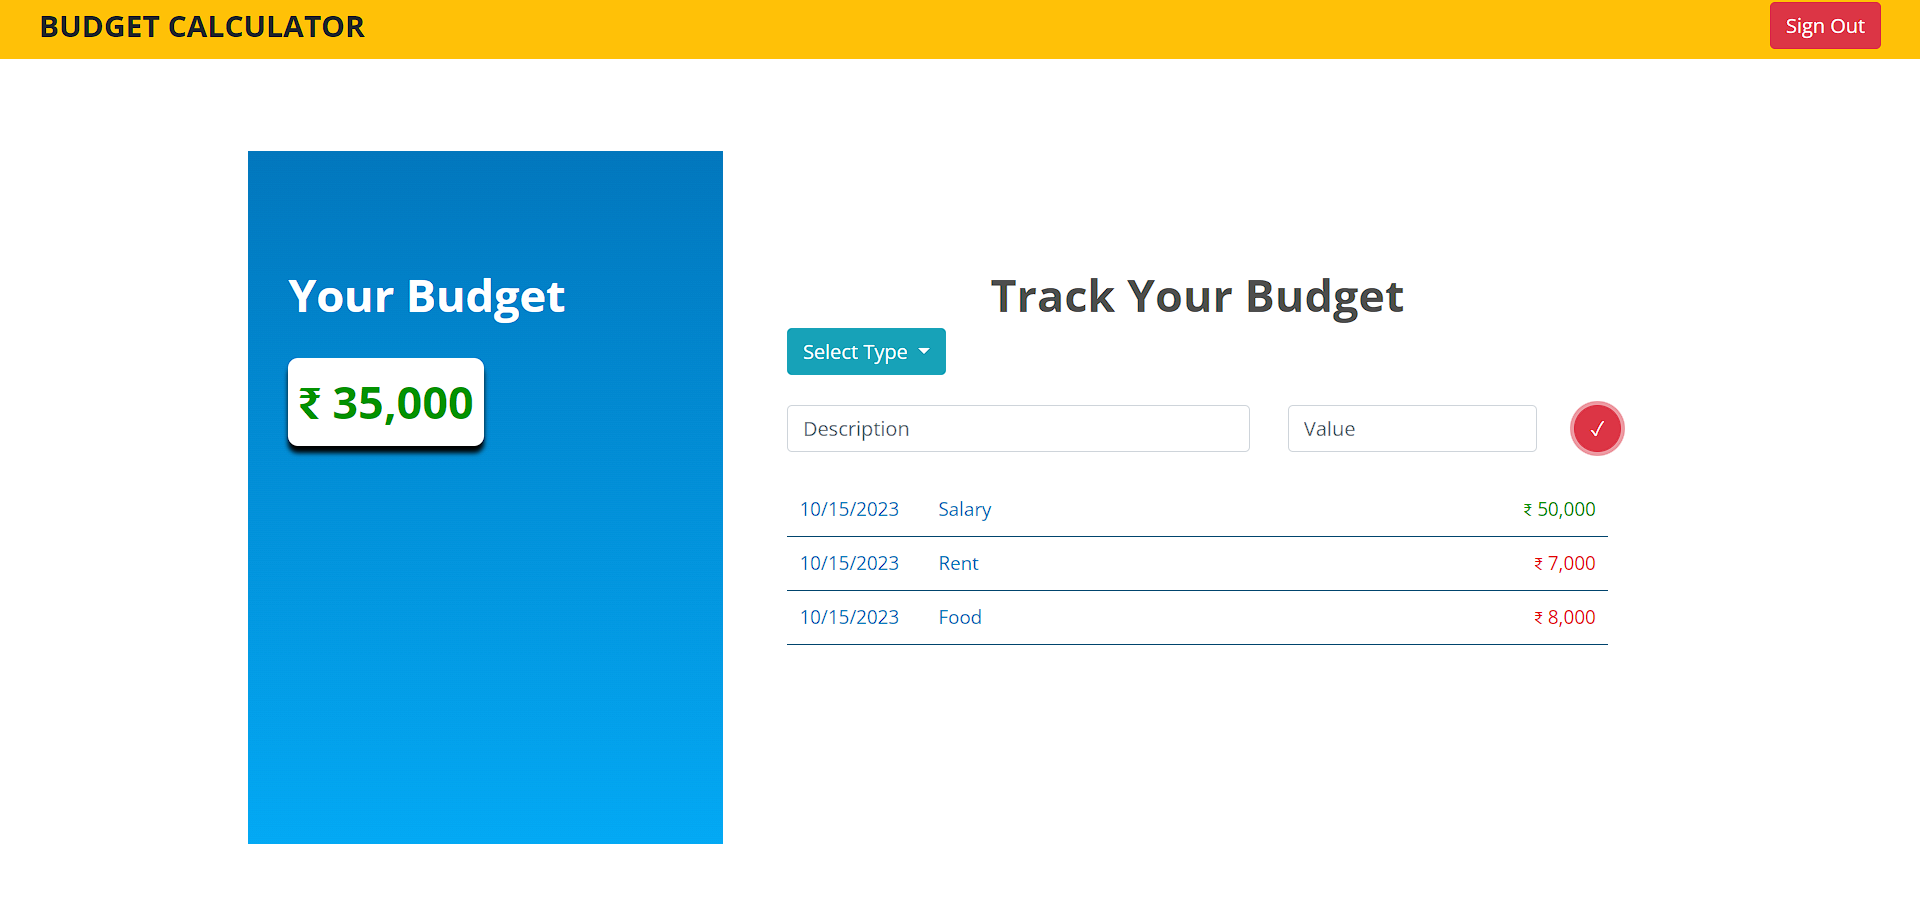 BUDGET CALCULATOR
Sign Out
Your Budget
₹ 35,000
Track Your Budget
Select Type
Description
Value
✓
10/15/2023 Salary ₹ 50,000
10/15/2023 Rent ₹ 7,000
10/15/2023 Food ₹ 8,000